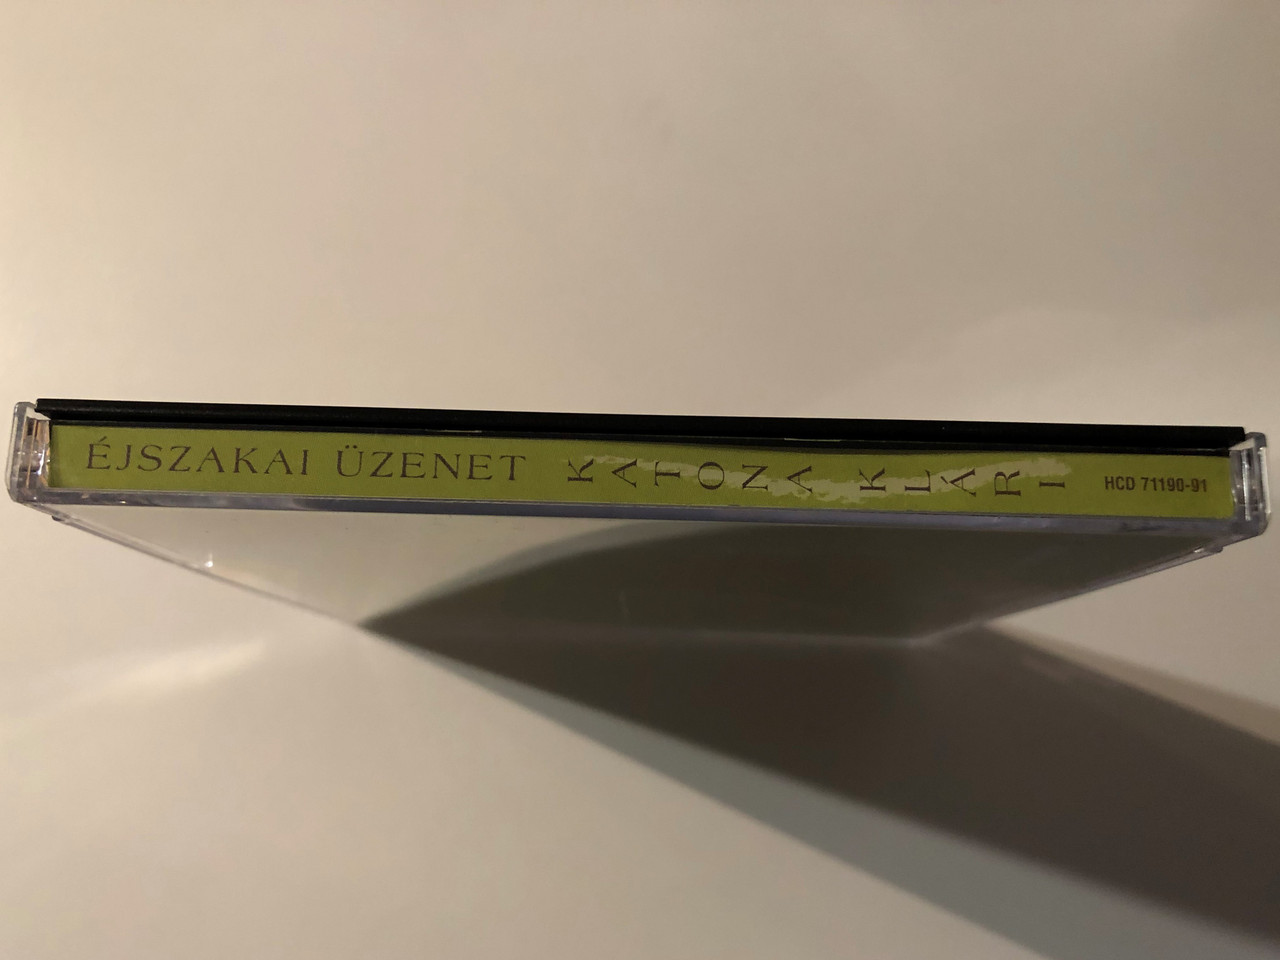 ÉJSZAKAI ÜZENET KATONA KLÁRI HCD 71190-91